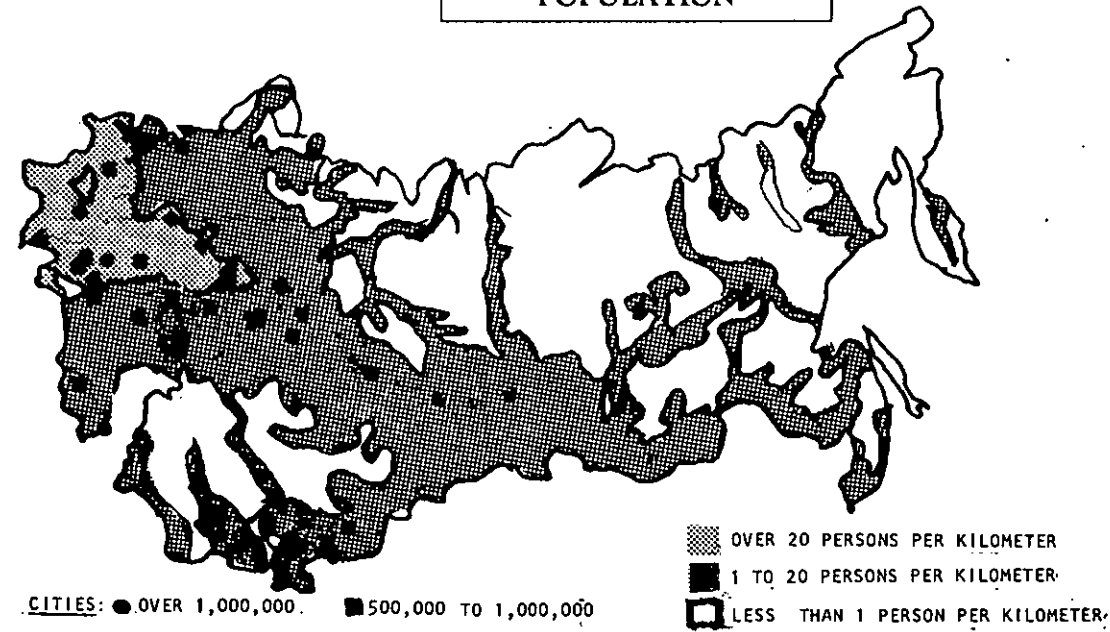 POPULATION
OVER 20 PERSONS PER KILOMETER
1 TO 20 PERSONS PER KILOMETER
CITIES: OVER 1,000,000. 500,000 TO 1,000,000
LESS THAN 1 PERSON PER KILOMETER